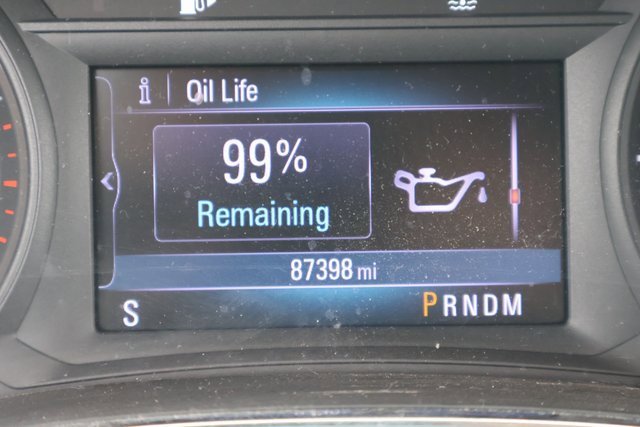 i Oil Life
99%
Remaining
87398 mi
S PRNDM